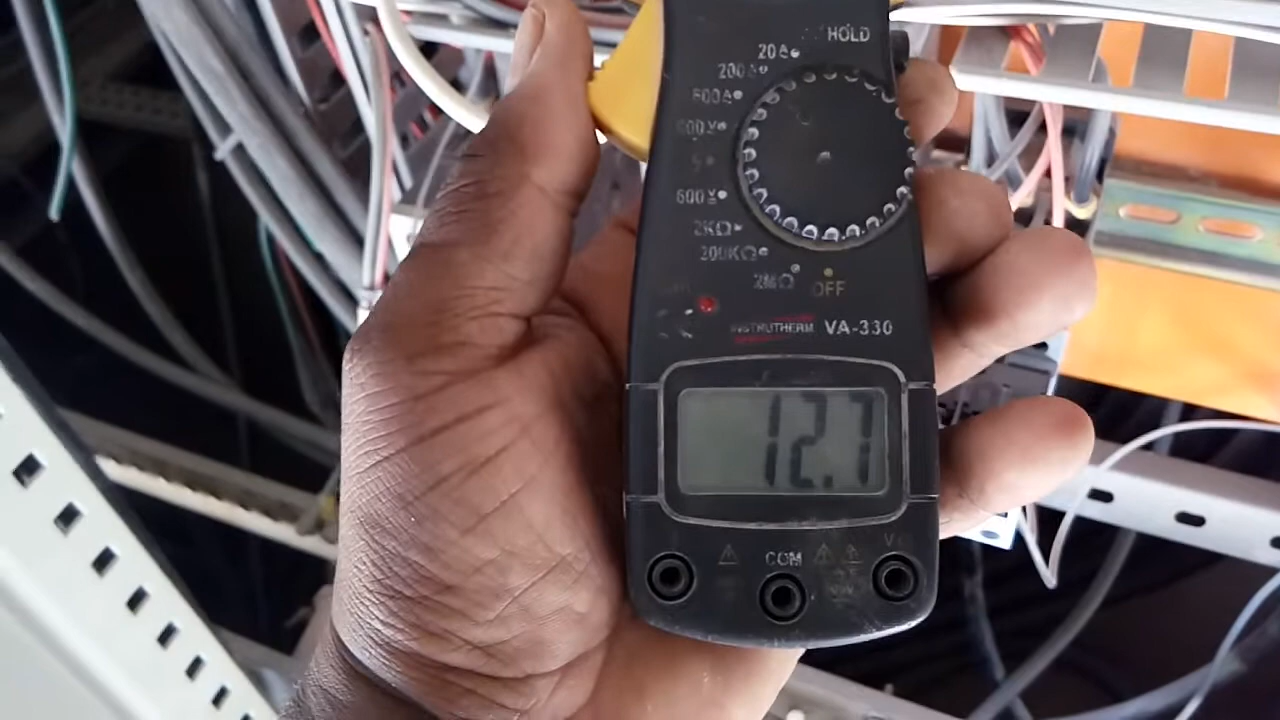 HOLD
20A
200A
600A
600V
600V
2KΩ
200KΩ
2MΩ
OFF
INSTRUTHERM VA-330
12.7
COM